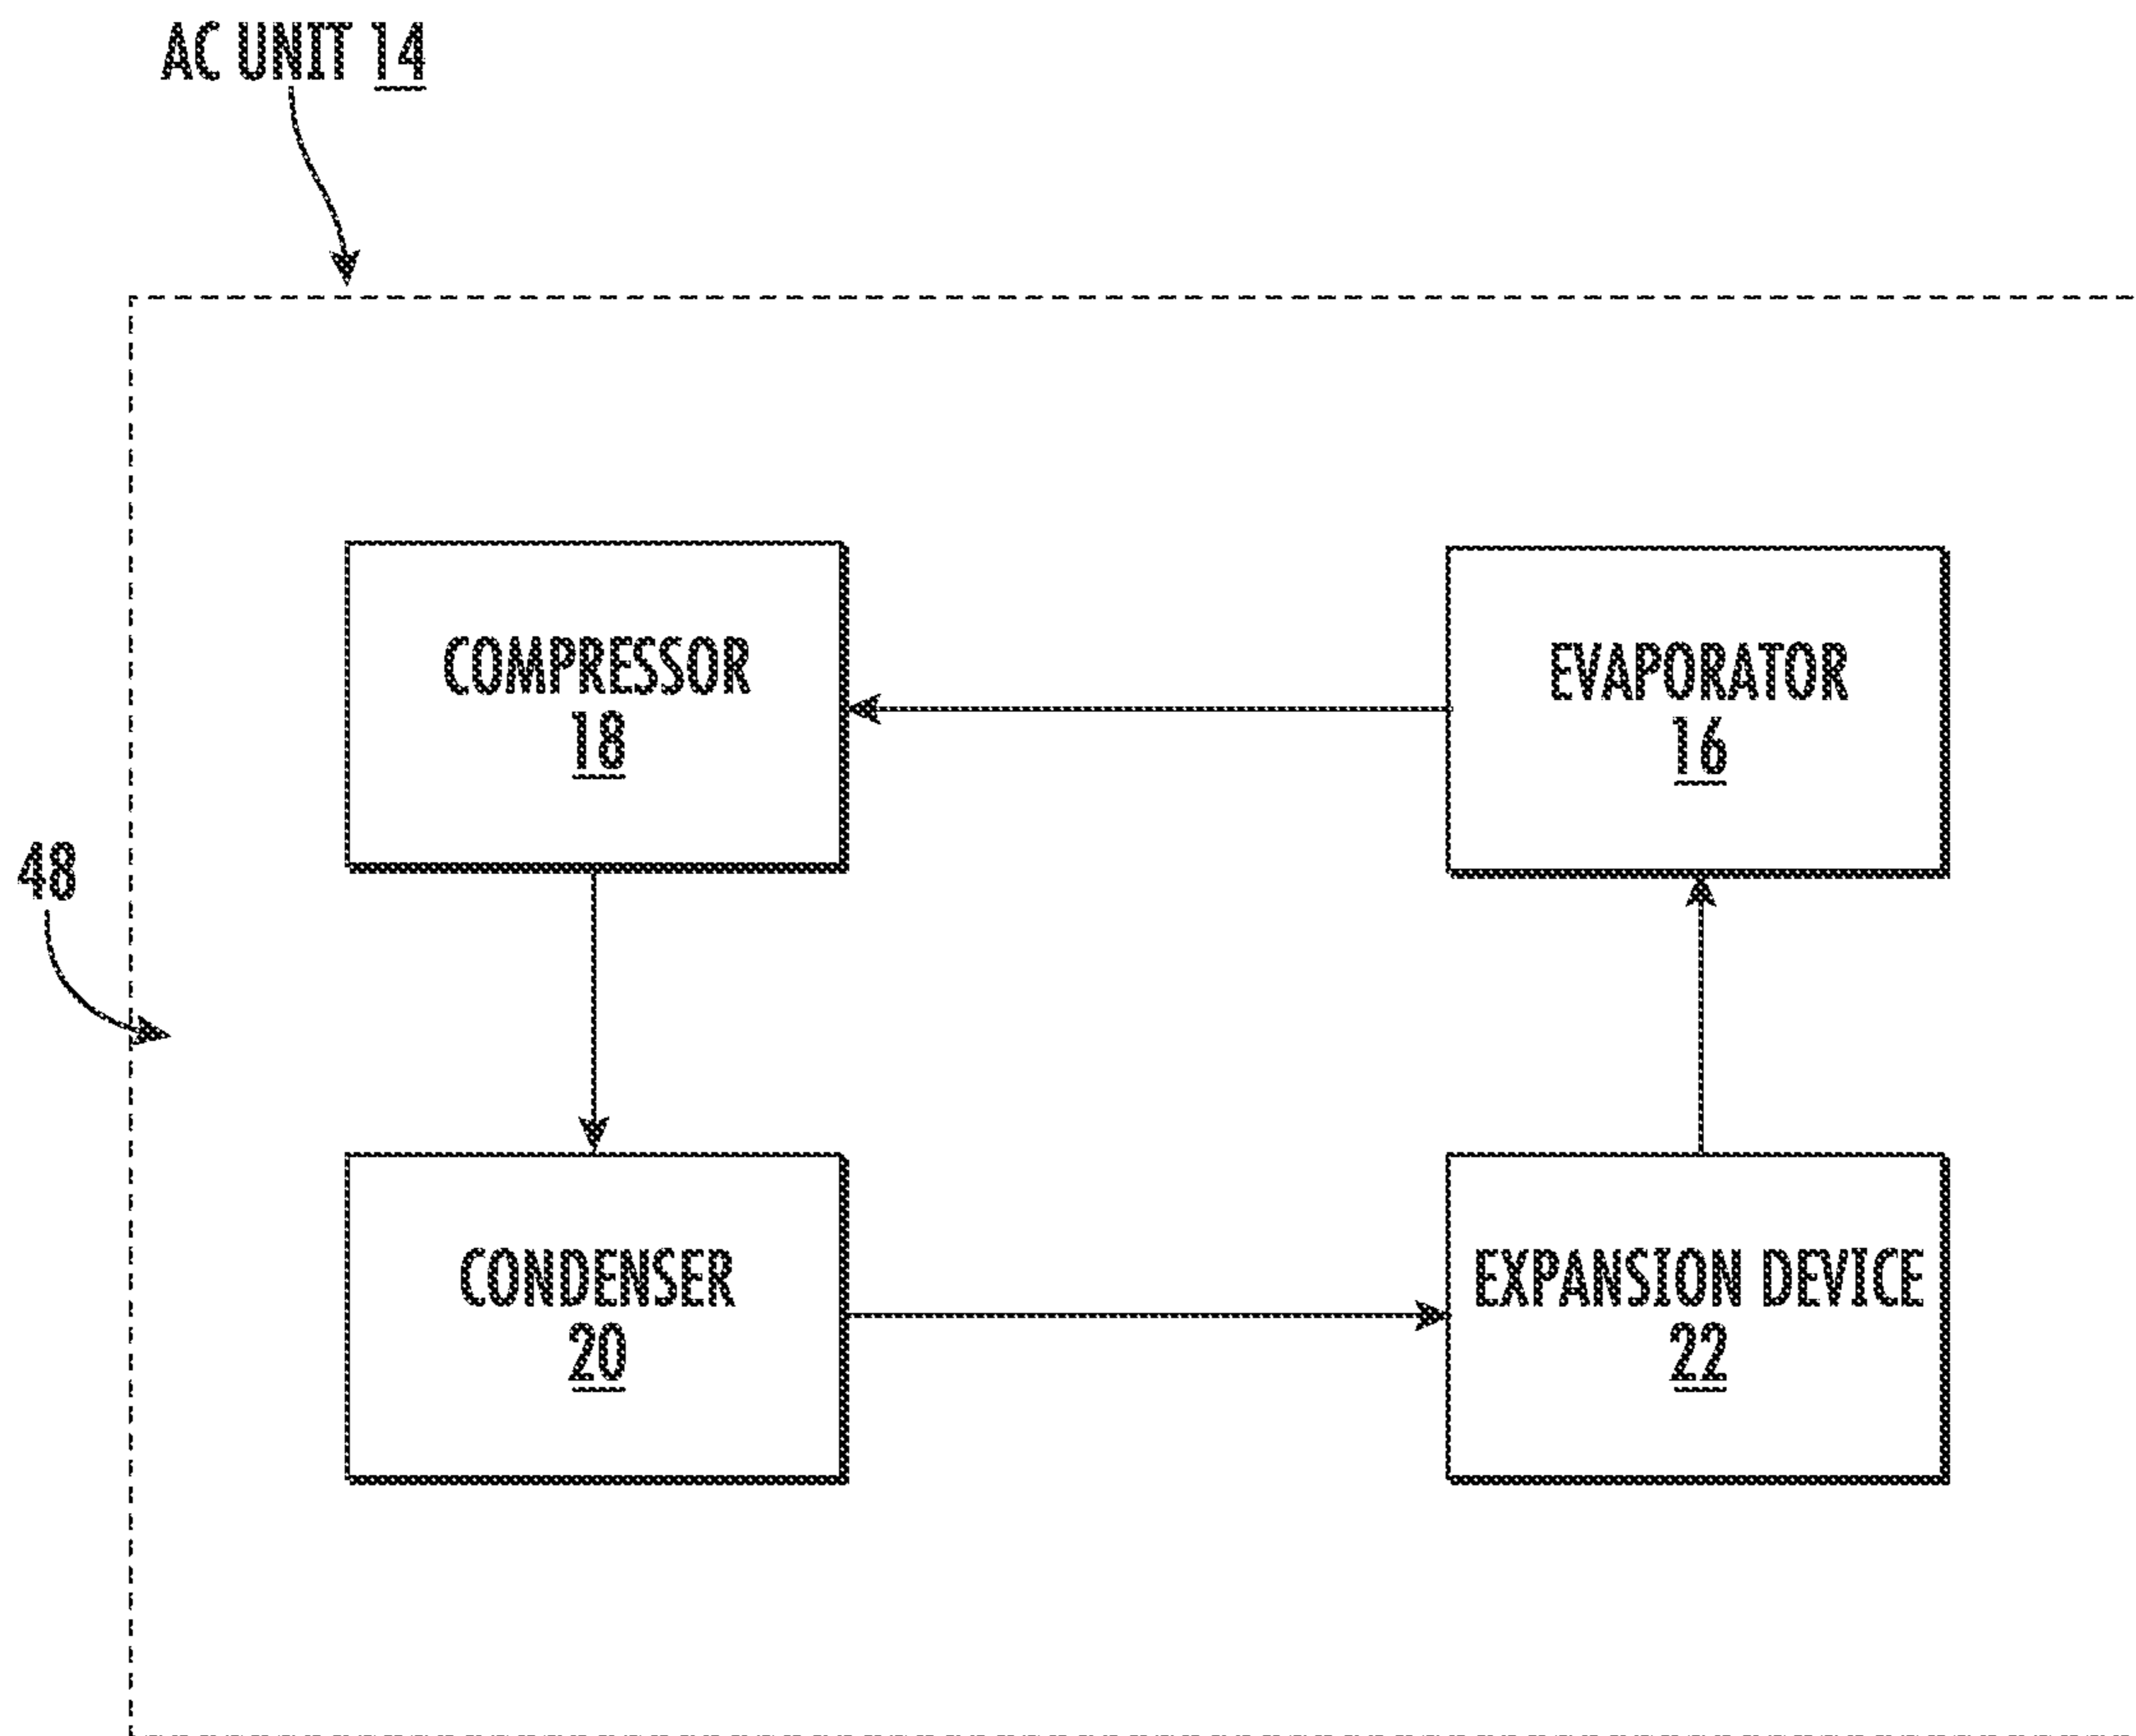 AC UNIT 14
COMPRESSOR
18
EVAPORATOR
16
48
CONDENSER
20
EXPANSION DEVICE
22